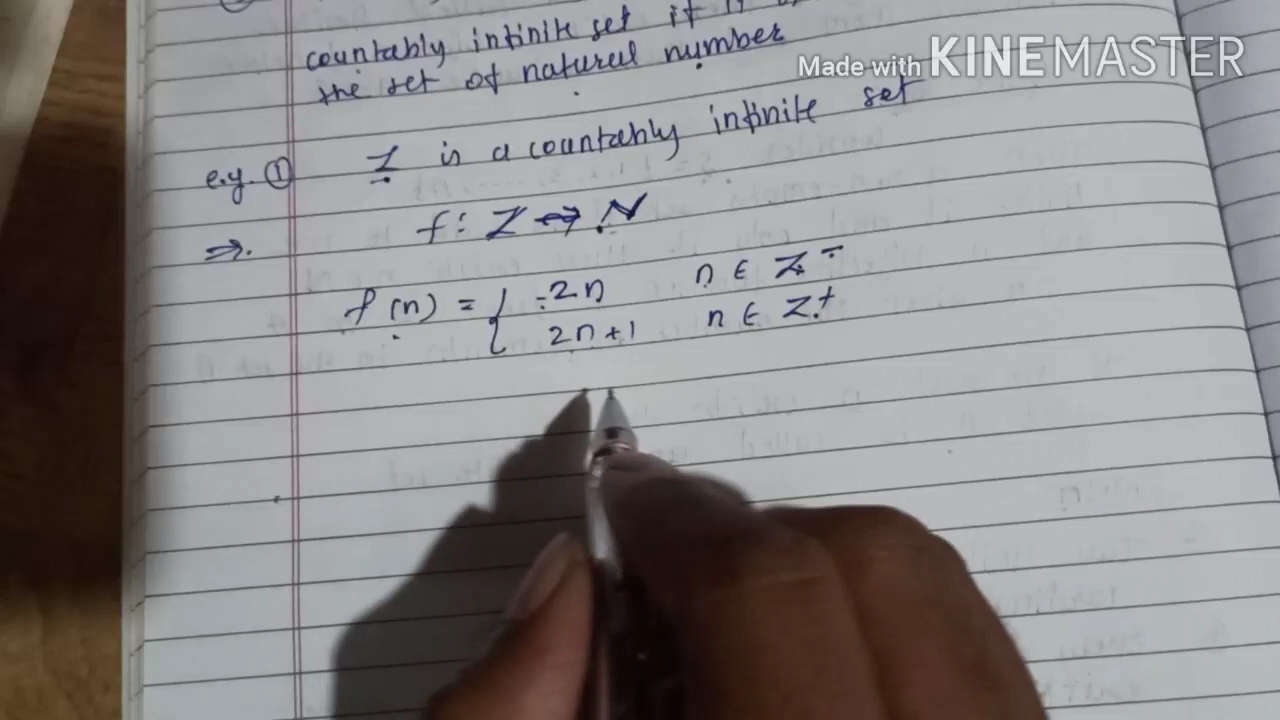 countably infinite set if it
the set of natural number
Made with KINEMASTER
e.g. ① Z is a countably infinite set
⇒ f: Z → N
f(n) = { -2n n ∈ Z⁻
2n+1 n ∈ Z⁺